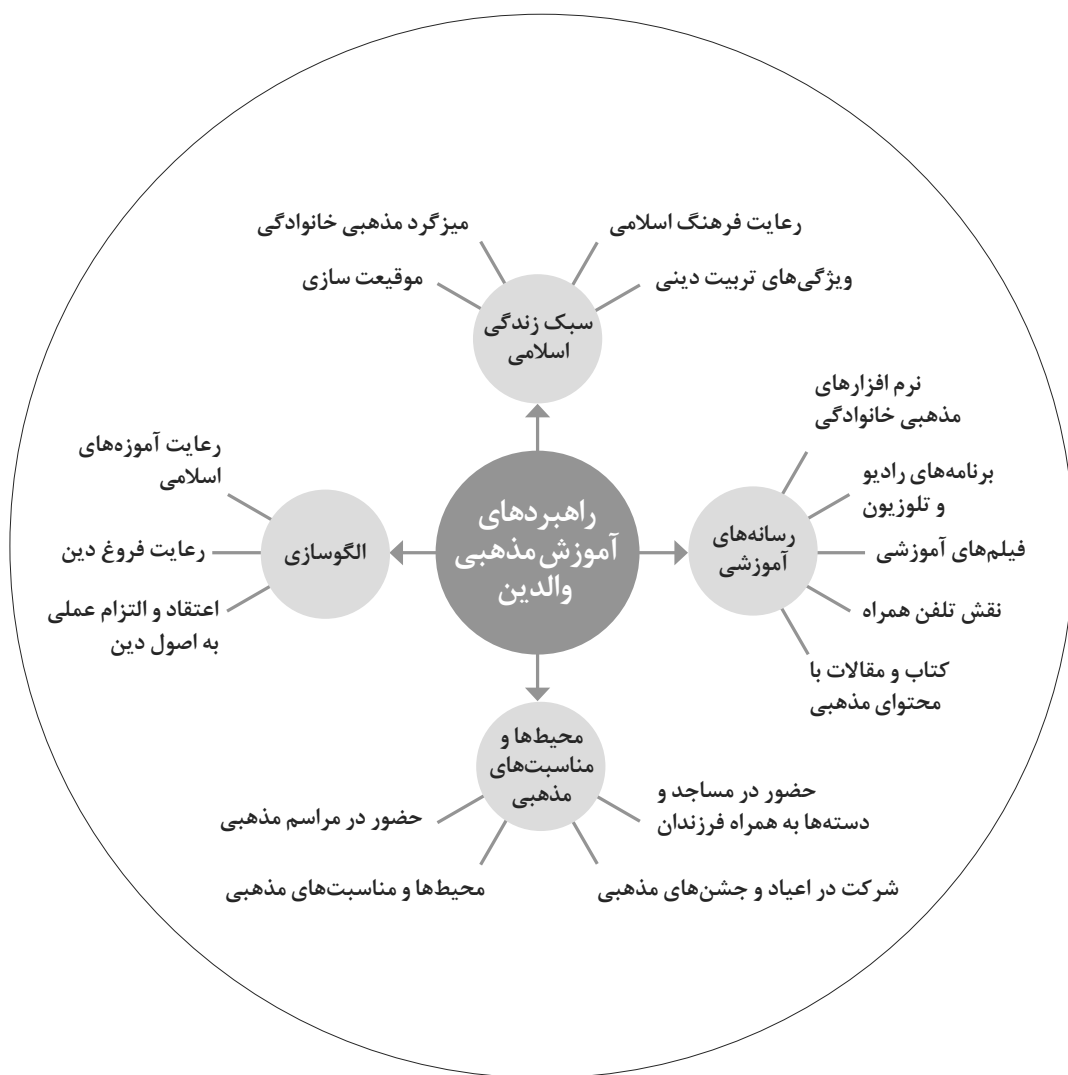 راهبردهای
آموزش مذهبی
والدین
سبک زندگی
اسلامی
رعایت فرهنگ اسلامی
ویژگی‌های تربیت دینی
میزگرد مذهبی خانوادگی
موقیعت سازی
رسانه‌های
آموزشی
نرم افزارهای
مذهبی خانوادگی
برنامه‌های رادیو
و تلوزیون
فیلم‌های آموزشی
نقش تلفن همراه
کتاب و مقالات با
محتوای مذهبی
محیط‌ها و
مناسبت‌های
مذهبی
حضور در مساجد و
دسته‌ها به همراه فرزندان
شرکت در اعیاد و جشن‌های مذهبی
حضور در مراسم مذهبی
محیط‌ها و مناسبت‌های مذهبی
الگوسازی
رعایت آموزه‌های
اسلامی
رعایت فروغ دین
اعتقاد و التزام عملی
به اصول دین